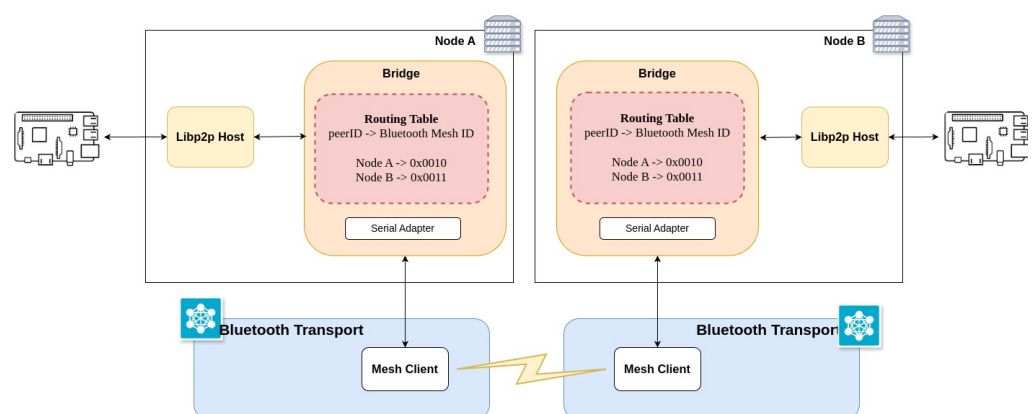 Node A
Bridge
Routing Table
peerID -> Bluetooth Mesh ID
Node A -> 0x0010
Node B -> 0x0011
Libp2p Host
Serial Adapter
Bluetooth Transport
Mesh Client
Node B
Bridge
Routing Table
peerID -> Bluetooth Mesh ID
Node A -> 0x0010
Node B -> 0x0011
Libp2p Host
Serial Adapter
Bluetooth Transport
Mesh Client